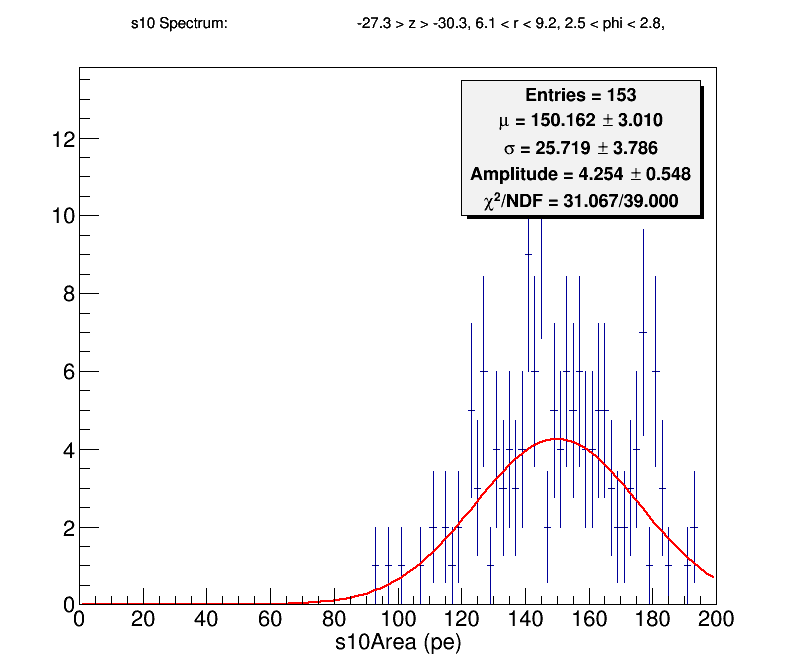 s10 Spectrum: -27.3 > z > -30.3, 6.1 < r < 9.2, 2.5 < phi < 2.8,
Entries = 153
μ = 150.162 ± 3.010
σ = 25.719 ± 3.786
Amplitude = 4.254 ± 0.548
χ²/NDF = 31.067/39.000
12
10
8
6
4
2
0
0 20 40 60 80 100 120 140 160 180 200
s10Area (pe)